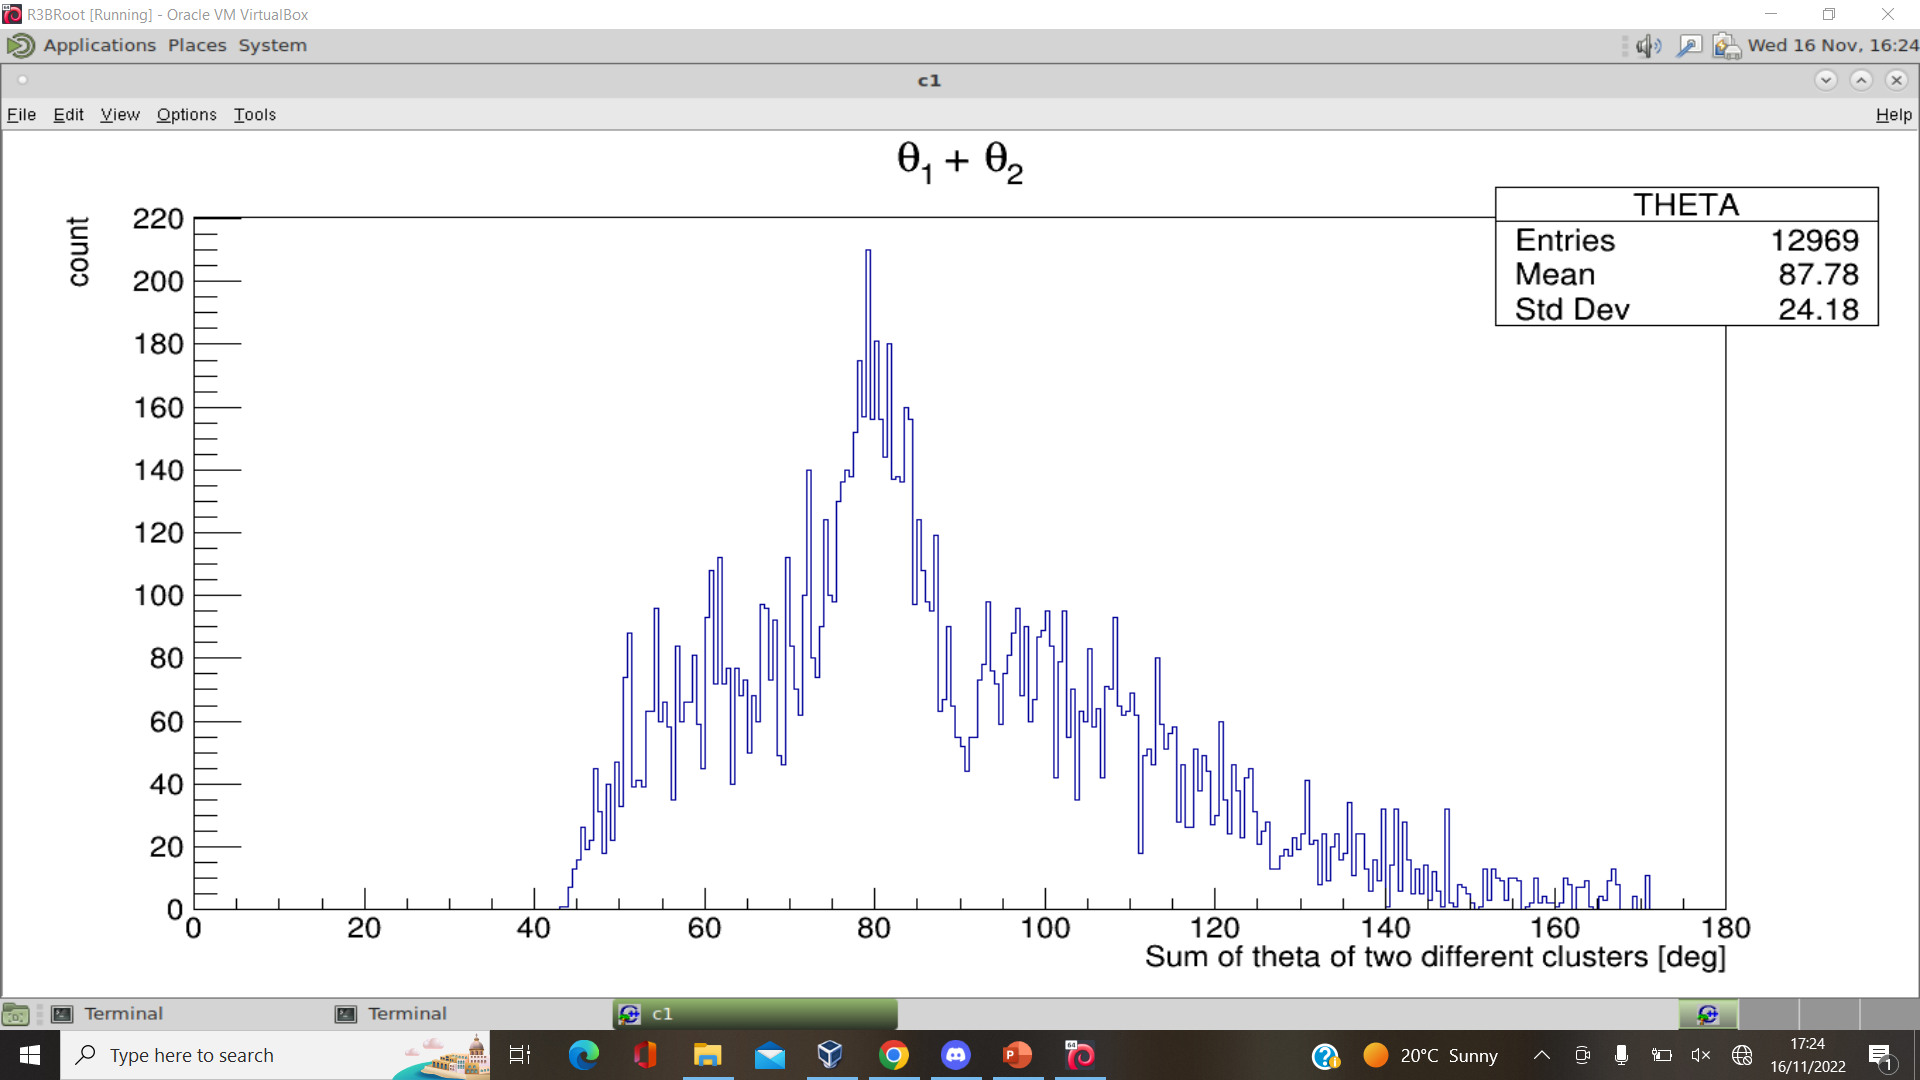 R3BRoot [Running] - Oracle VM VirtualBox
Applications Places System
Wed 16 Nov, 16:24
c1
File Edit View Options Tools
Help
θ1 + θ2
THETA
Entries 12969
Mean 87.78
Std Dev 24.18
count
220
200
180
160
140
120
100
80
60
40
20
0
0 20 40 60 80 100 120 140 160 180
Sum of theta of two different clusters [deg]
Terminal
Terminal
c1
Type here to search
20°C Sunny
17:24
16/11/2022
1